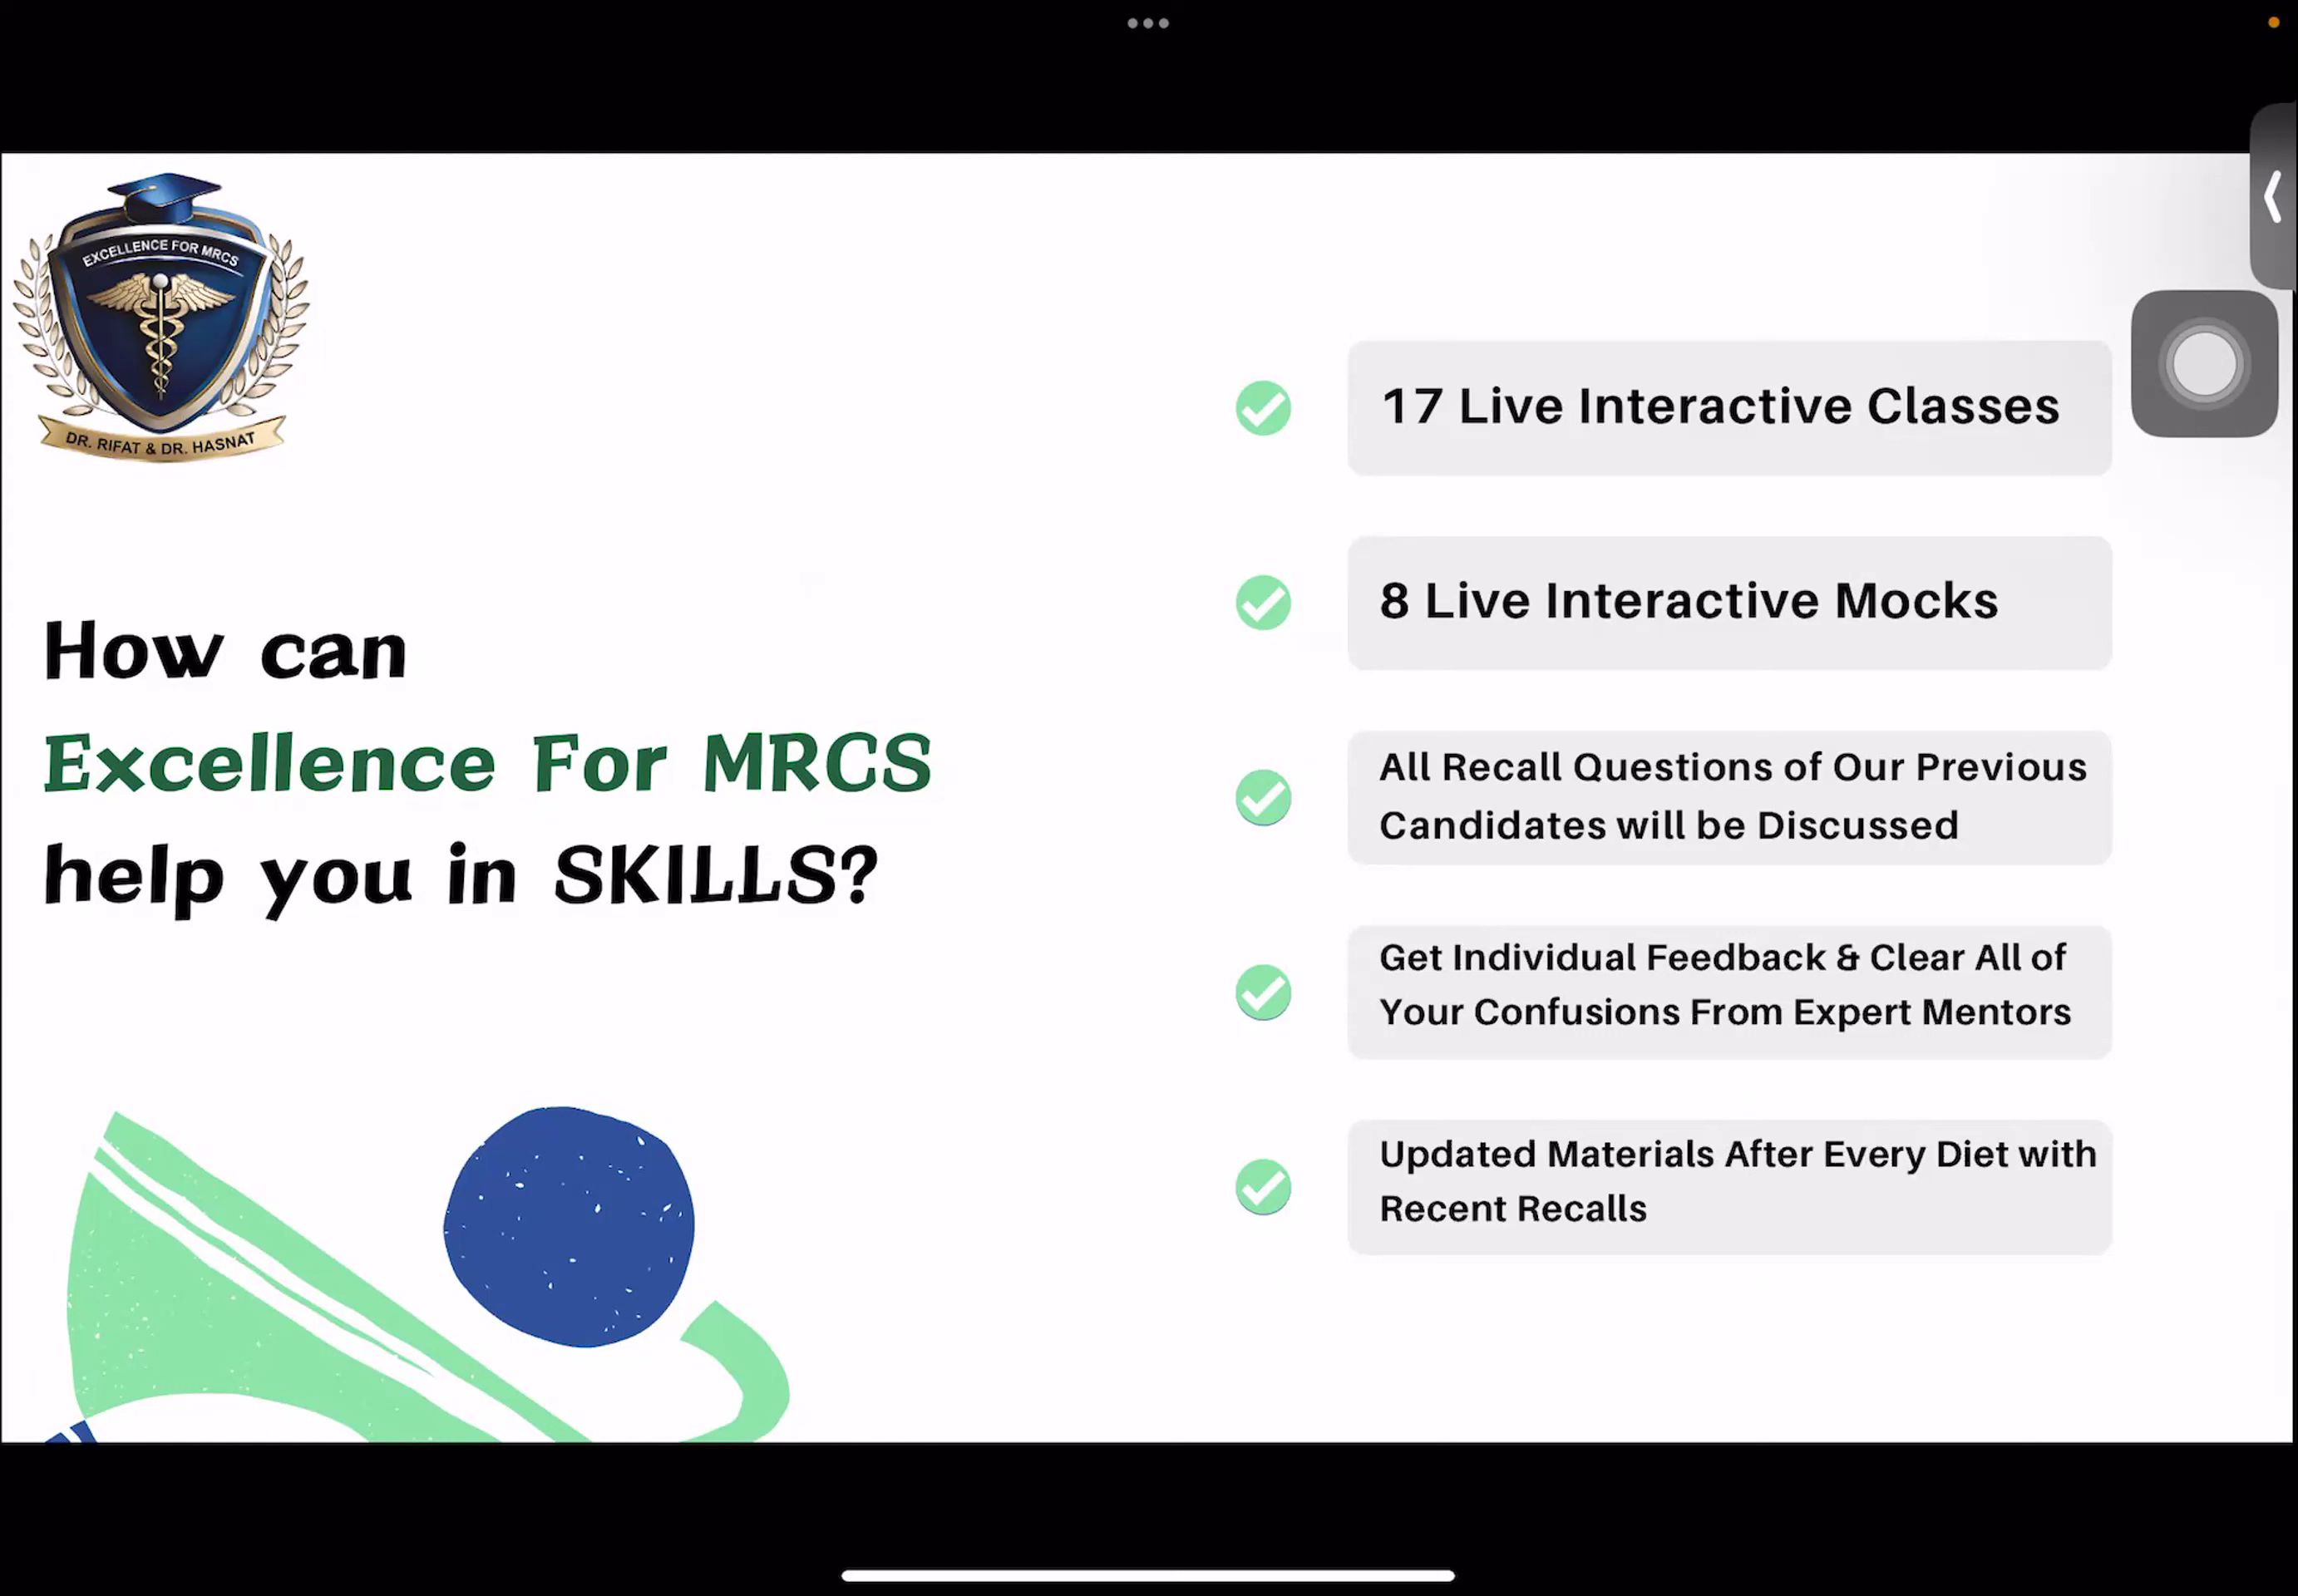 EXCELLENCE FOR MRCS
DR. RIFAT & DR. HASNAT
How can
Excellence For MRCS
help you in SKILLS?
17 Live Interactive Classes
8 Live Interactive Mocks
All Recall Questions of Our Previous
Candidates will be Discussed
Get Individual Feedback & Clear All of
Your Confusions From Expert Mentors
Updated Materials After Every Diet with
Recent Recalls